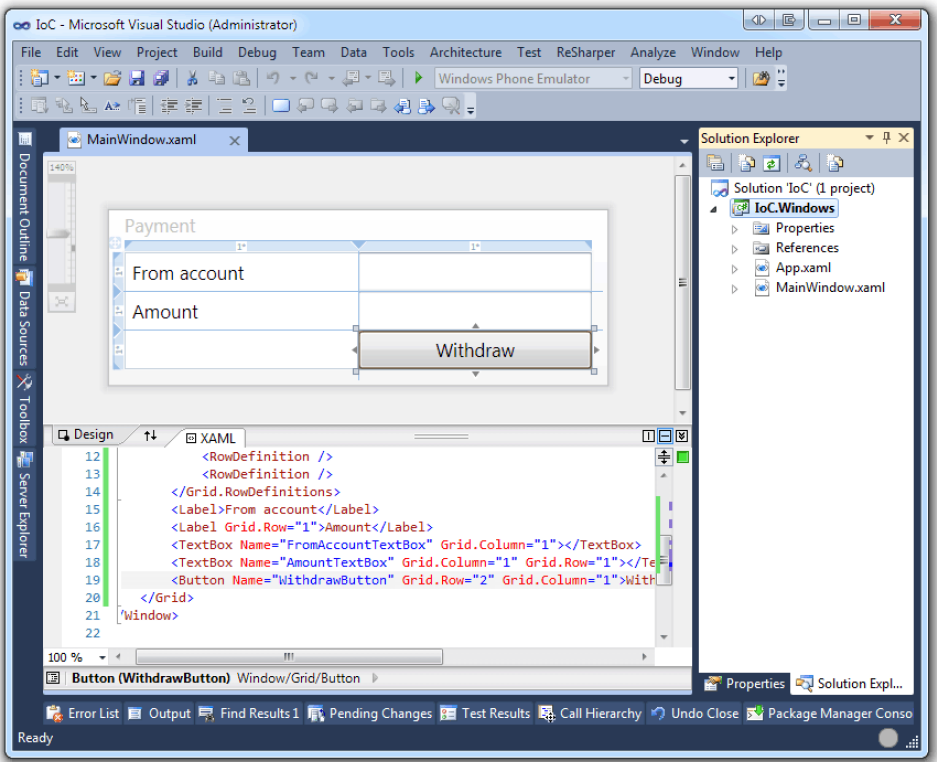 IoC - Microsoft Visual Studio (Administrator)
File Edit View Project Build Debug Team Data Tools Architecture Test ReSharper Analyze Window Help
Windows Phone Emulator Debug
MainWindow.xaml
Document Outline
Data Sources
Toolbox
Server Explorer
140%
Payment
1* 1*
From account
Amount
Withdraw
Design XAML
12 <RowDefinition />
13 <RowDefinition />
14 </Grid.RowDefinitions>
15 <Label>From account</Label>
16 <Label Grid.Row="1">Amount</Label>
17 <TextBox Name="FromAccountTextBox" Grid.Column="1"></TextBox>
18 <TextBox Name="AmountTextBox" Grid.Column="1" Grid.Row="1"></Te
19 <Button Name="WithdrawButton" Grid.Row="2" Grid.Column="1">With
20 </Grid>
21 /Window>
22
100 %
Button (WithdrawButton) Window/Grid/Button
Solution Explorer
Solution 'IoC' (1 project)
IoC.Windows
Properties
References
App.xaml
MainWindow.xaml
Properties Solution Expl...
Error List Output Find Results 1 Pending Changes Test Results Call Hierarchy Undo Close Package Manager Conso
Ready